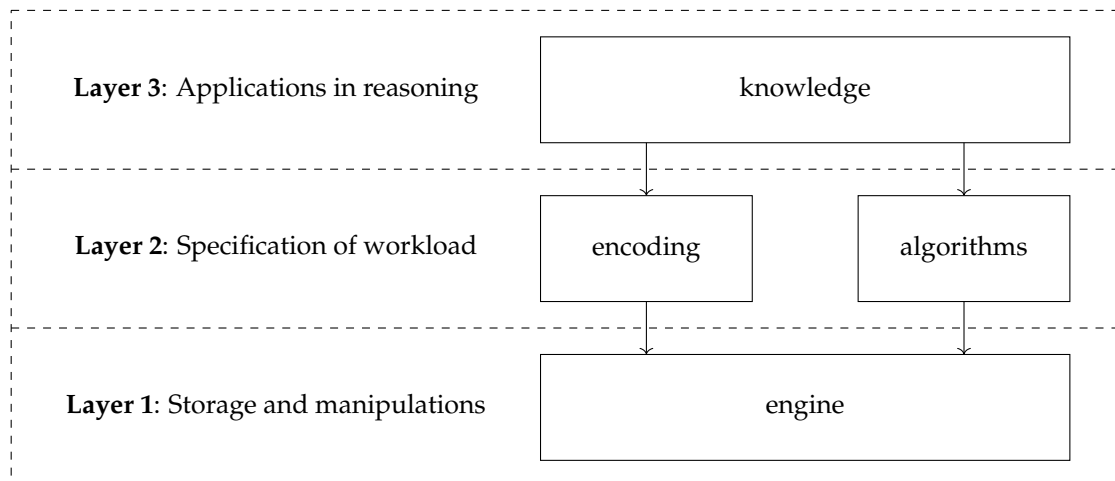 Layer 3: Applications in reasoning
knowledge
Layer 2: Specification of workload
encoding
algorithms
Layer 1: Storage and manipulations
engine